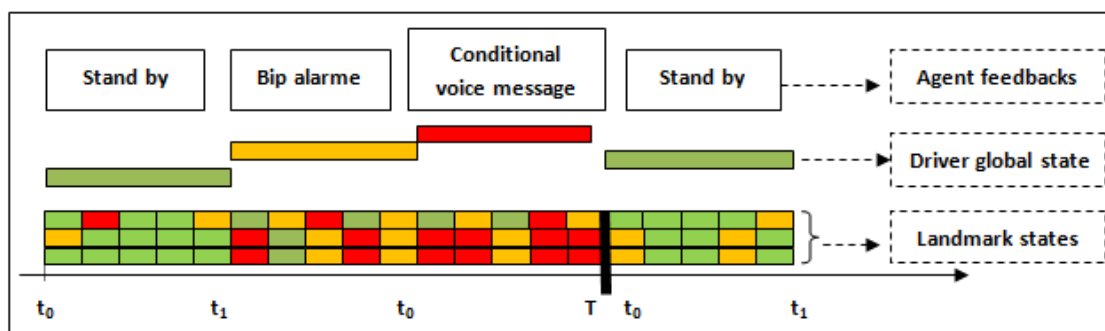 Stand by
Bip alarme
Conditional
voice message
Stand by
Agent feedbacks
Driver global state
Landmark states
t0
t1
t0
T
t0
t1